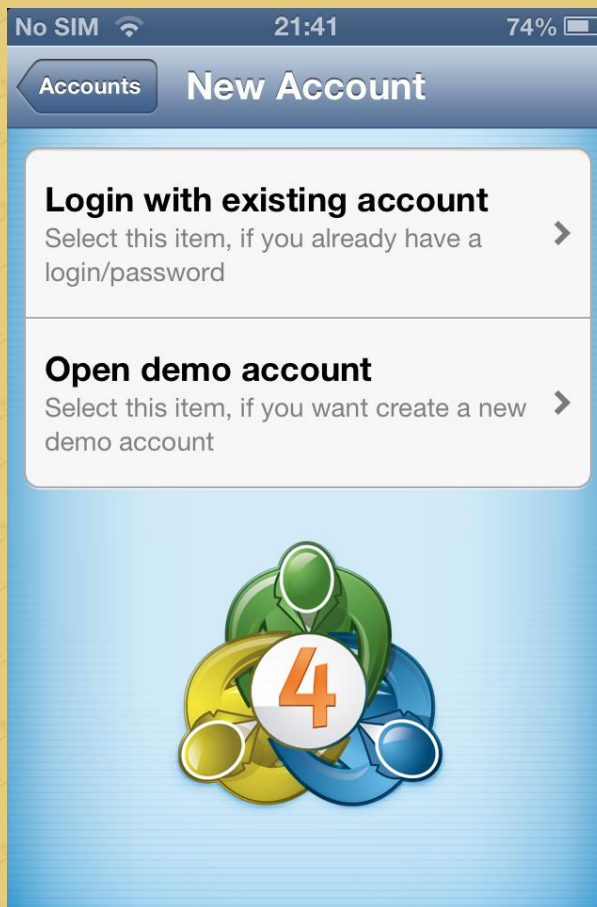 No SIM 21:41 74%
Accounts New Account
Login with existing account
Select this item, if you already have a
login/password
Open demo account
Select this item, if you want create a new
demo account
4